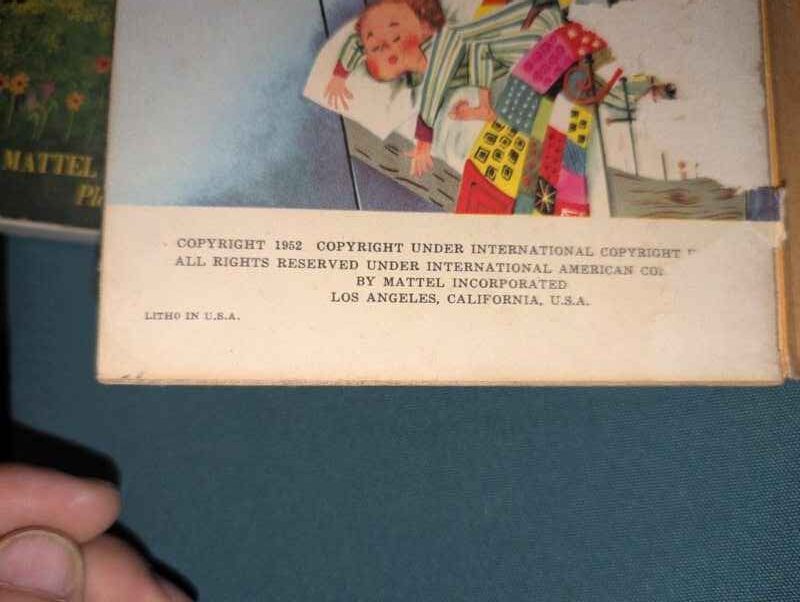 MATTEL
COPYRIGHT 1952 COPYRIGHT UNDER INTERNATIONAL COPYRIGHT
ALL RIGHTS RESERVED UNDER INTERNATIONAL AMERICAN
BY MATTEL INCORPORATED
LOS ANGELES, CALIFORNIA, U.S.A.
LITHO IN U.S.A.